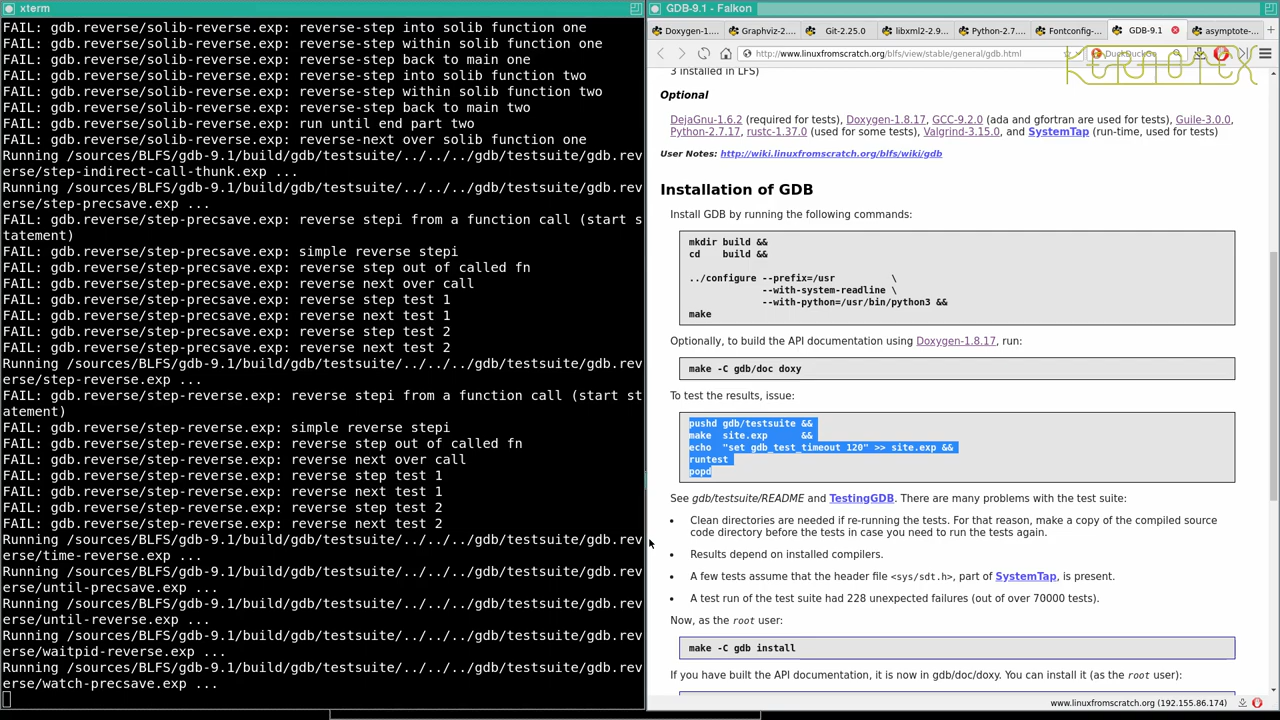 xterm
FAIL: gdb.reverse/solib-reverse.exp: reverse-step into solib function one
FAIL: gdb.reverse/solib-reverse.exp: reverse-step within solib function one
FAIL: gdb.reverse/solib-reverse.exp: reverse-step back to main one
FAIL: gdb.reverse/solib-reverse.exp: reverse-step into solib function two
FAIL: gdb.reverse/solib-reverse.exp: reverse-step within solib function two
FAIL: gdb.reverse/solib-reverse.exp: reverse-step back to main two
FAIL: gdb.reverse/solib-reverse.exp: run until end part two
FAIL: gdb.reverse/solib-reverse.exp: reverse-next over solib function one
Running /sources/BLFS/gdb-9.1/build/gdb/testsuite/../../../gdb/testsuite/gdb.rev
erse/step-indirect-call-thunk.exp ...
Running /sources/BLFS/gdb-9.1/build/gdb/testsuite/../../../gdb/testsuite/gdb.rev
erse/step-precsave.exp ...
FAIL: gdb.reverse/step-precsave.exp: reverse stepi from a function call (start s
tatement)
FAIL: gdb.reverse/step-precsave.exp: simple reverse stepi
FAIL: gdb.reverse/step-precsave.exp: reverse step out of called fn
FAIL: gdb.reverse/step-precsave.exp: reverse next over call
FAIL: gdb.reverse/step-precsave.exp: reverse step test 1
FAIL: gdb.reverse/step-precsave.exp: reverse next test 1
FAIL: gdb.reverse/step-precsave.exp: reverse step test 2
FAIL: gdb.reverse/step-precsave.exp: reverse next test 2
Running /sources/BLFS/gdb-9.1/build/gdb/testsuite/../../../gdb/testsuite/gdb.rev
erse/step-reverse.exp ...
FAIL: gdb.reverse/step-reverse.exp: reverse stepi from a function call (start st
atement)
FAIL: gdb.reverse/step-reverse.exp: simple reverse stepi
FAIL: gdb.reverse/step-reverse.exp: reverse step out of called fn
FAIL: gdb.reverse/step-reverse.exp: reverse next over call
FAIL: gdb.reverse/step-reverse.exp: reverse step test 1
FAIL: gdb.reverse/step-reverse.exp: reverse next test 1
FAIL: gdb.reverse/step-reverse.exp: reverse step test 2
FAIL: gdb.reverse/step-reverse.exp: reverse next test 2
Running /sources/BLFS/gdb-9.1/build/gdb/testsuite/../../../gdb/testsuite/gdb.rev
erse/time-reverse.exp ...
Running /sources/BLFS/gdb-9.1/build/gdb/testsuite/../../../gdb/testsuite/gdb.rev
erse/until-precsave.exp ...
Running /sources/BLFS/gdb-9.1/build/gdb/testsuite/../../../gdb/testsuite/gdb.rev
erse/until-reverse.exp ...
Running /sources/BLFS/gdb-9.1/build/gdb/testsuite/../../../gdb/testsuite/gdb.rev
erse/waitpid-reverse.exp ...
Running /sources/BLFS/gdb-9.1/build/gdb/testsuite/../../../gdb/testsuite/gdb.rev
erse/watch-precsave.exp ...
GDB-9.1 - Falkon
Doxygen-1.... Graphviz-2.... Git-2.25.0 libxml2-2.9... Python-2.7.... Fontconfig-... GDB-9.1 asymptote-...
http://www.linuxfromscratch.org/blfs/view/stable/general/gdb.html DuckDuckGo
KERNOTEX
3 installed in LFS)
Optional
DejaGnu-1.6.2 (required for tests), Doxygen-1.8.17, GCC-9.2.0 (ada and gfortran are used for tests), Guile-3.0.0,
Python-2.7.17, rustc-1.37.0 (used for some tests), Valgrind-3.15.0, and SystemTap (run-time, used for tests)
User Notes: http://wiki.linuxfromscratch.org/blfs/wiki/gdb
Installation of GDB
Install GDB by running the following commands:
mkdir build &&
cd    build &&
../configure --prefix=/usr          \
--with-system-readline \
--with-python=/usr/bin/python3 &&
make
Optionally, to build the API documentation using Doxygen-1.8.17, run:
make -C gdb/doc doxy
To test the results, issue:
pushd gdb/testsuite &&
make  site.exp      &&
echo  "set gdb_test_timeout 120" >> site.exp &&
runtest
popd
See gdb/testsuite/README and TestingGDB. There are many problems with the test suite:
• Clean directories are needed if re-running the tests. For that reason, make a copy of the compiled source
code directory before the tests in case you need to run the tests again.
• Results depend on installed compilers.
• A few tests assume that the header file <sys/sdt.h>, part of SystemTap, is present.
• A test run of the test suite had 228 unexpected failures (out of over 70000 tests).
Now, as the root user:
make -C gdb install
If you have built the API documentation, it is now in gdb/doc/doxy. You can install it (as the root user):
www.linuxfromscratch.org (192.155.86.174)